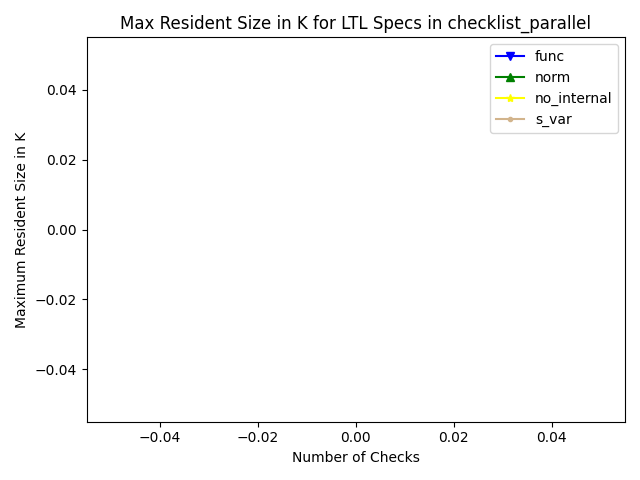 Max Resident Size in K for LTL Specs in checklist_parallel
func
norm
no_internal
s_var
Maximum Resident Size in K
0.04
0.02
0.00
−0.02
−0.04
−0.04
−0.02
0.00
0.02
0.04
Number of Checks